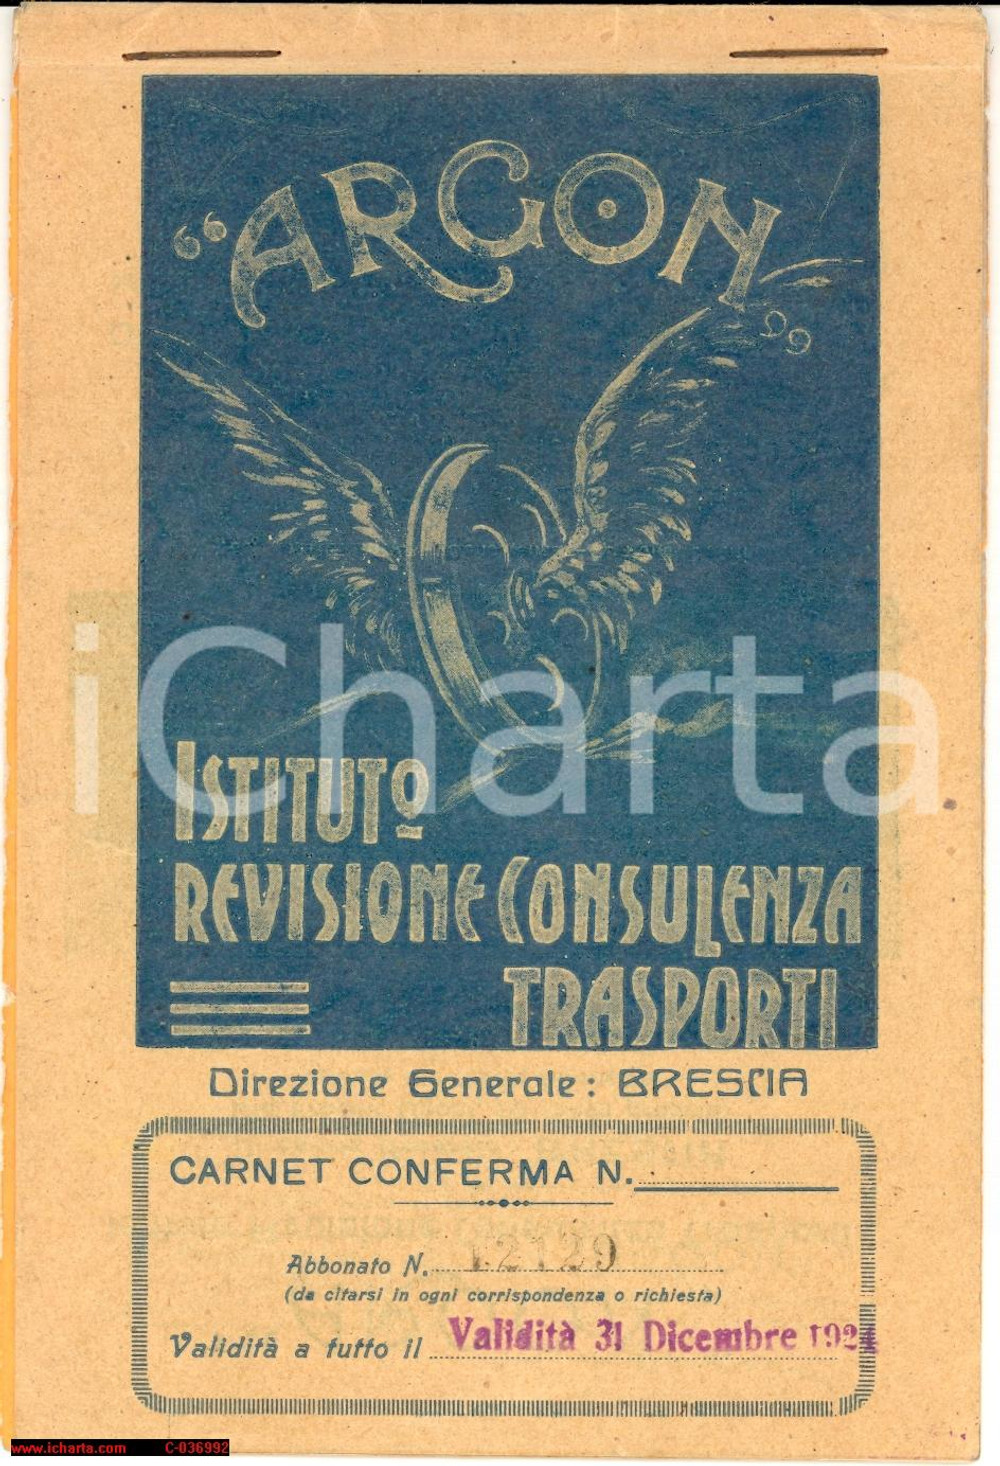 “ARGON”
ISTITUTO
REVISIONE CONSULENZA
TRASPORTI
Direzione Generale: BRESCIA
CARNET CONFERMA N.
Abbonato N. 12129
(da citarsi in ogni corrispondenza o richiesta)
Validità a tutto il Validità 31 Dicembre 1921
iCharta
www.icharta.com C-036992